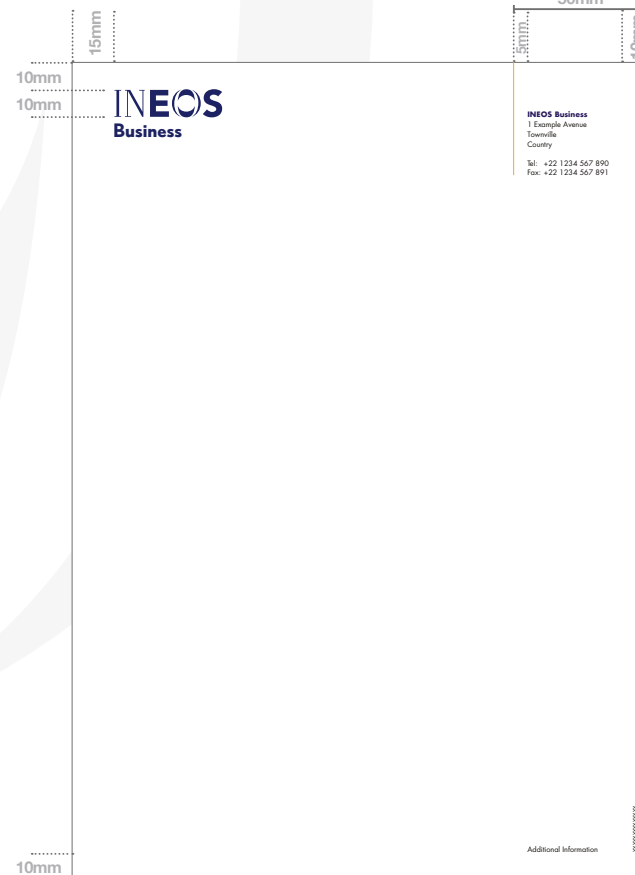 15mm
5mm
10mm
10mm
INEOS
Business
INEOS Business
1 Example Avenue
Townville
Country
Tel: +22 1234 567 890
Fax: +22 1234 567 891
Additional Information
10mm